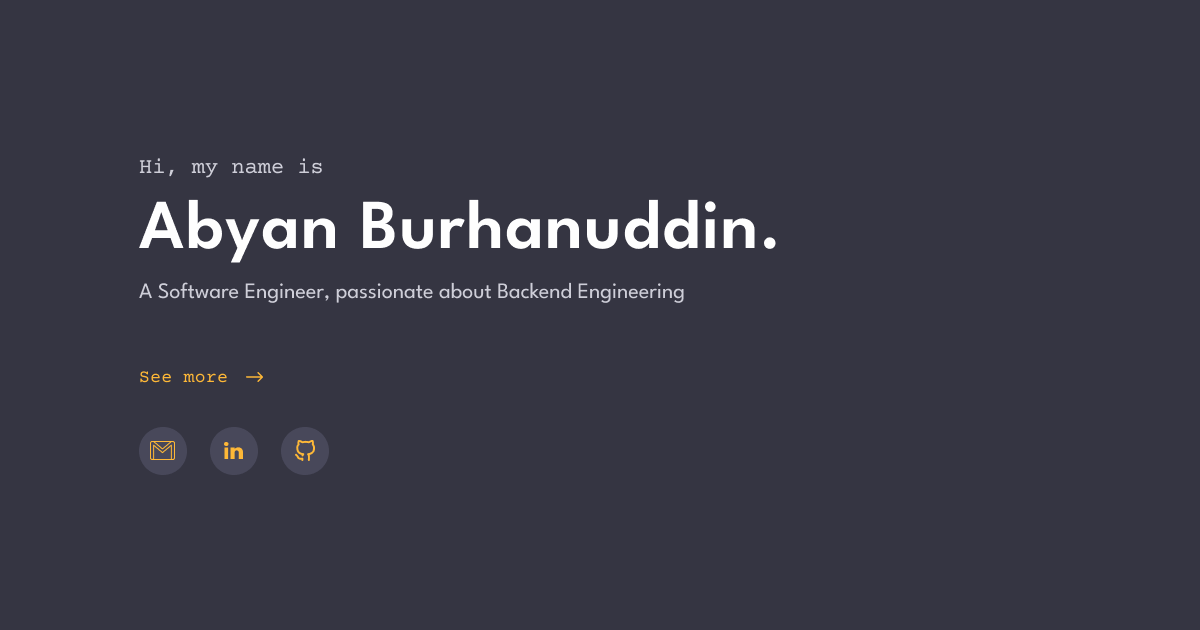 Hi, my name is
Abyan Burhanuddin.
A Software Engineer, passionate about Backend Engineering
See more →
in